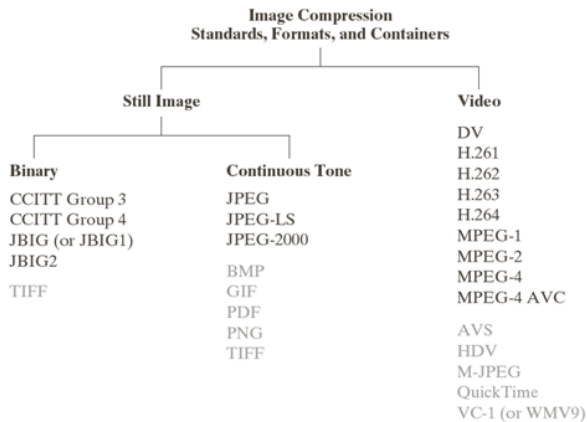 Image Compression
Standards, Formats, and Containers
Still Image
Video
Binary
CCITT Group 3
CCITT Group 4
JBIG (or JBIG1)
JBIG2
TIFF
Continuous Tone
JPEG
JPEG-LS
JPEG-2000
BMP
GIF
PDF
PNG
TIFF
DV
H.261
H.262
H.263
H.264
MPEG-1
MPEG-2
MPEG-4
MPEG-4 AVC
AVS
HDV
M-JPEG
QuickTime
VC-1 (or WMV9)